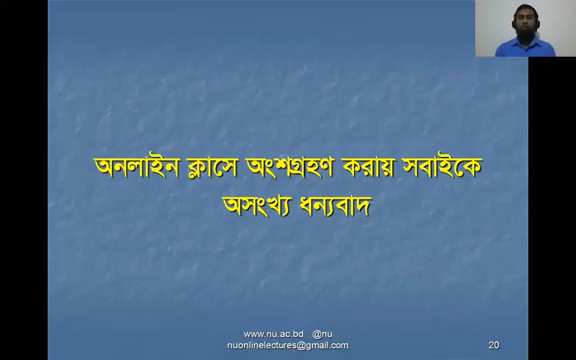 অনলাইন ক্লাসে অংশগ্রহণ করায় সবাইকে
অসংখ্য ধন্যবাদ
www.nu.ac.bd @nu
nuonlinelectures@gmail.com
20